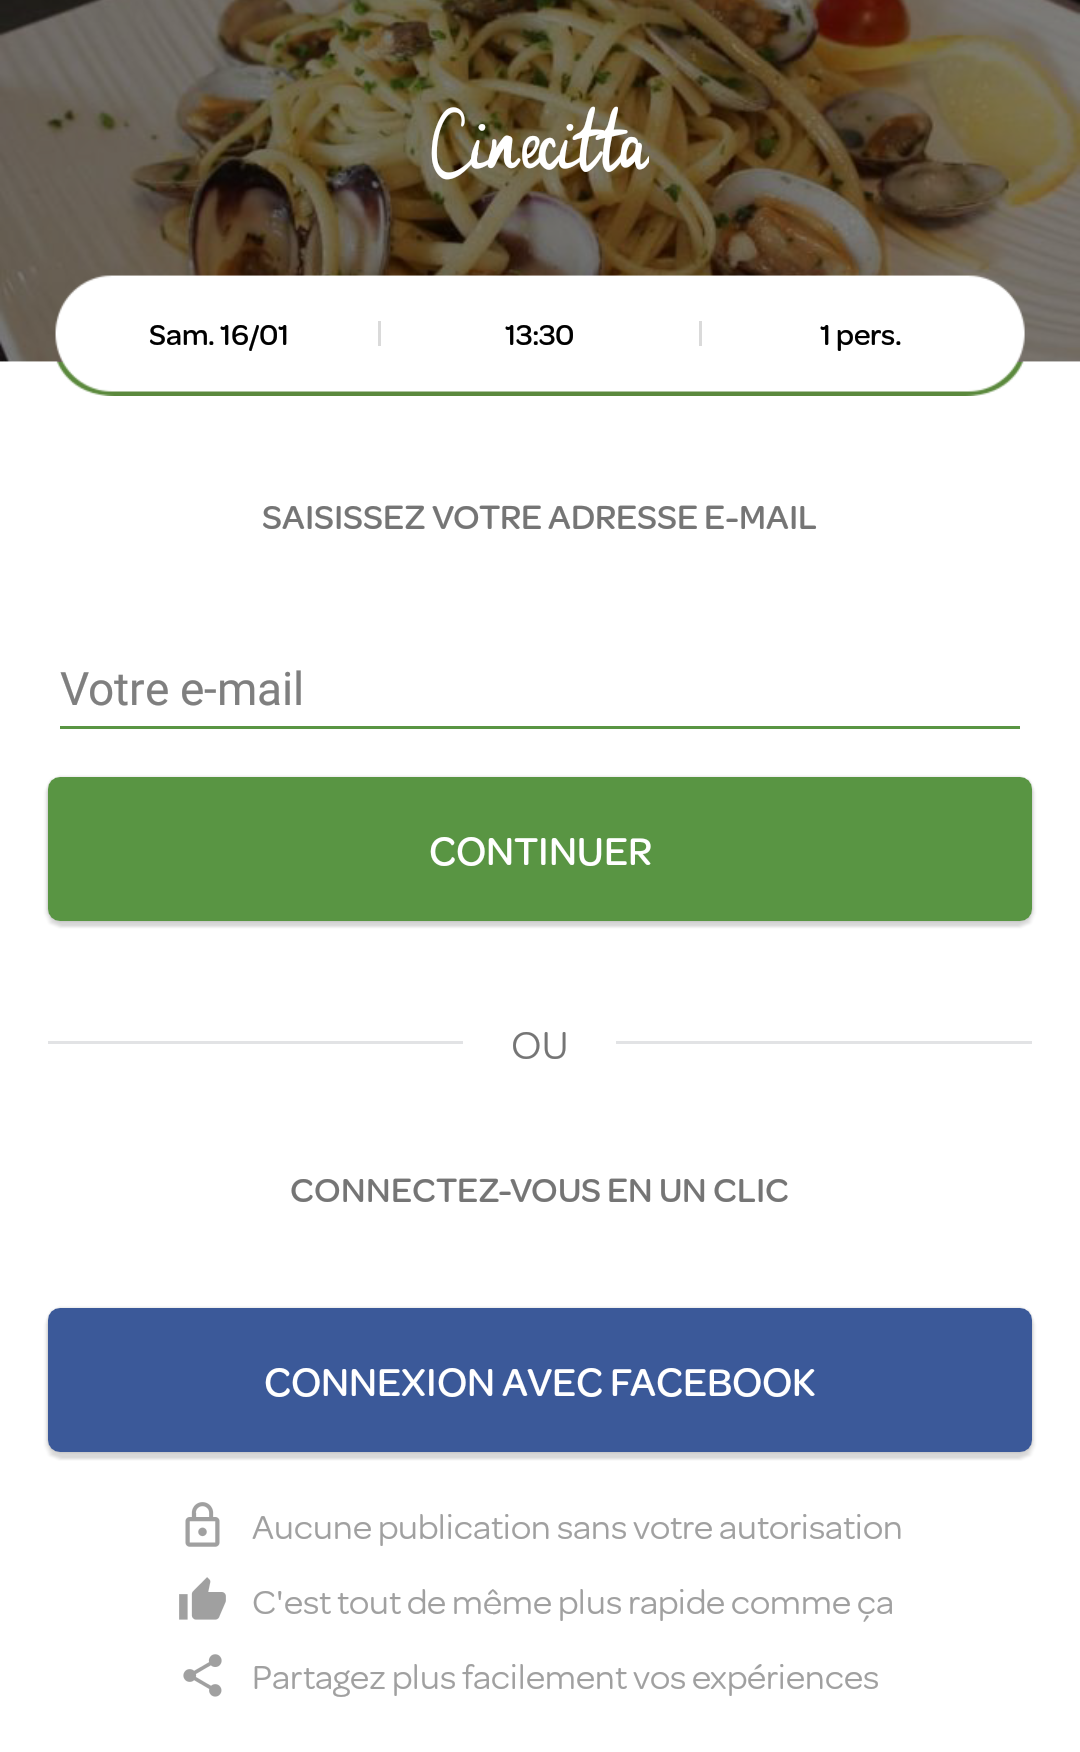 Cinecitta
Sam. 16/01 13:30 1 pers.
SAISISSEZ VOTRE ADRESSE E-MAIL
Votre e-mail
CONTINUER
OU
CONNECTEZ-VOUS EN UN CLIC
CONNEXION AVEC FACEBOOK
Aucune publication sans votre autorisation
C'est tout de même plus rapide comme ça
Partagez plus facilement vos expériences